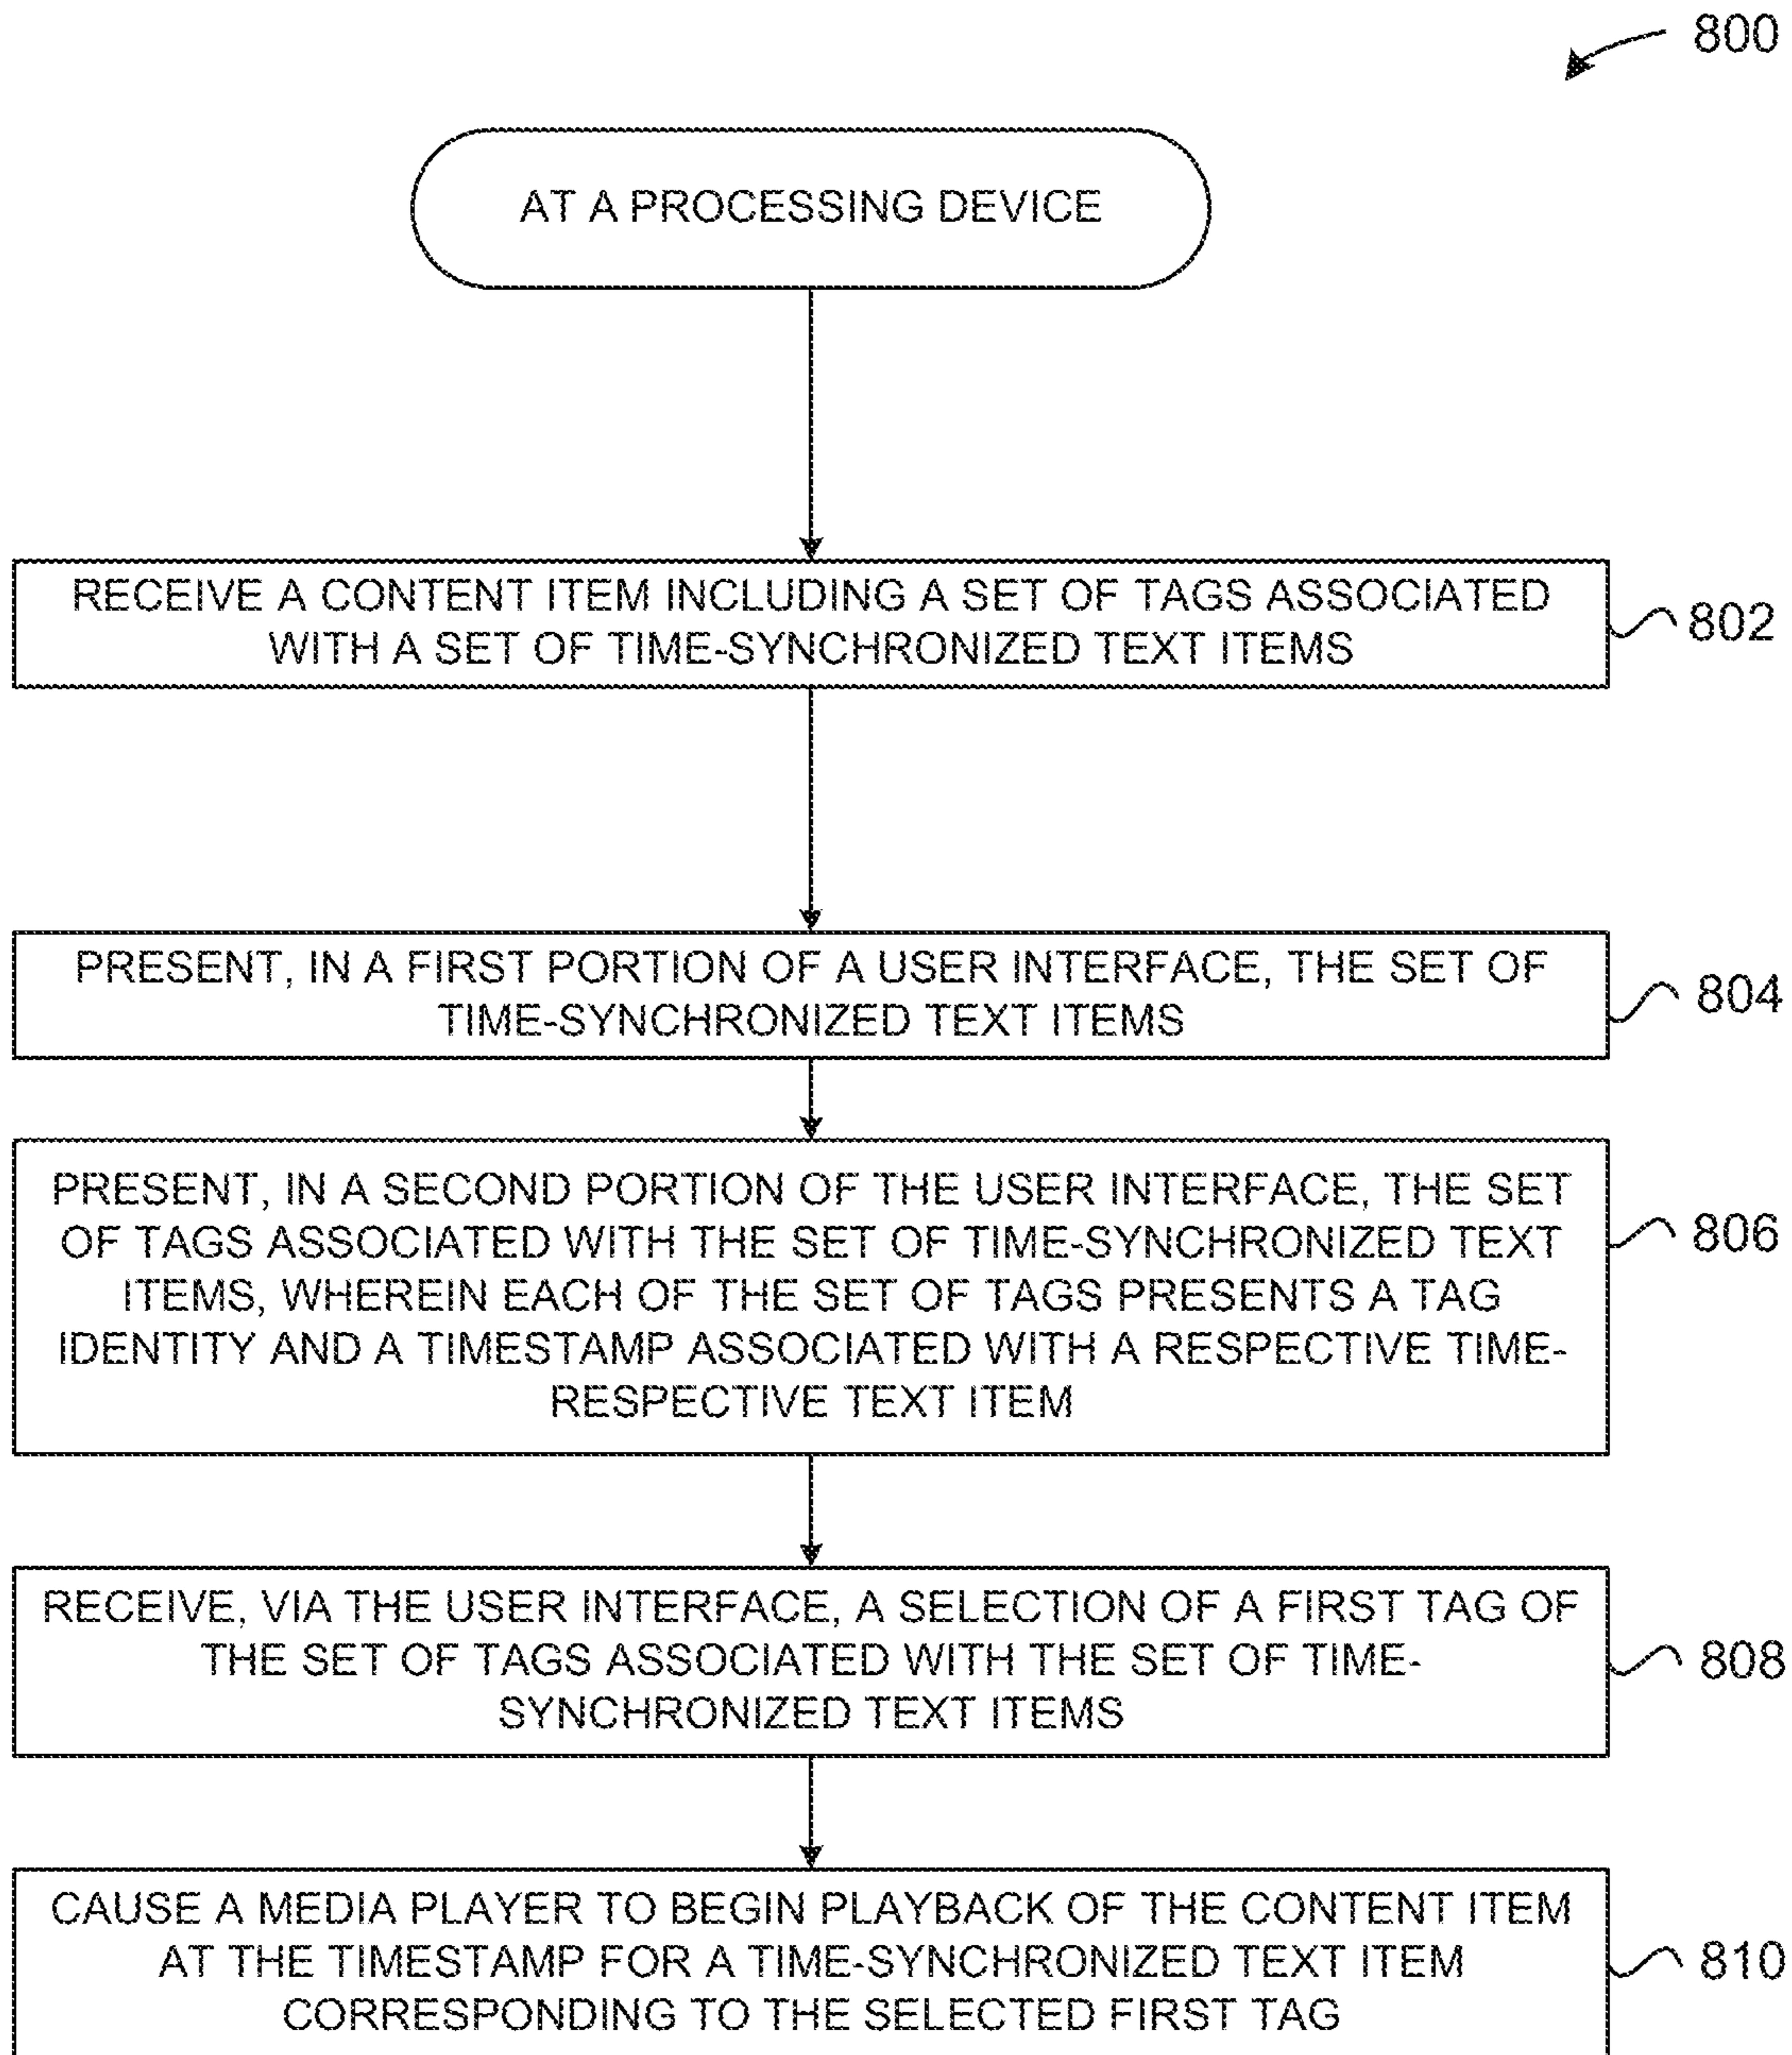 800
AT A PROCESSING DEVICE
RECEIVE A CONTENT ITEM INCLUDING A SET OF TAGS ASSOCIATED
WITH A SET OF TIME-SYNCHRONIZED TEXT ITEMS
802
PRESENT, IN A FIRST PORTION OF A USER INTERFACE, THE SET OF
TIME-SYNCHRONIZED TEXT ITEMS
804
PRESENT, IN A SECOND PORTION OF THE USER INTERFACE, THE SET
OF TAGS ASSOCIATED WITH THE SET OF TIME-SYNCHRONIZED TEXT
ITEMS, WHEREIN EACH OF THE SET OF TAGS PRESENTS A TAG
IDENTITY AND A TIMESTAMP ASSOCIATED WITH A RESPECTIVE TIME-
RESPECTIVE TEXT ITEM
806
RECEIVE, VIA THE USER INTERFACE, A SELECTION OF A FIRST TAG OF
THE SET OF TAGS ASSOCIATED WITH THE SET OF TIME-
SYNCHRONIZED TEXT ITEMS
808
CAUSE A MEDIA PLAYER TO BEGIN PLAYBACK OF THE CONTENT ITEM
AT THE TIMESTAMP FOR A TIME-SYNCHRONIZED TEXT ITEM
CORRESPONDING TO THE SELECTED FIRST TAG
810